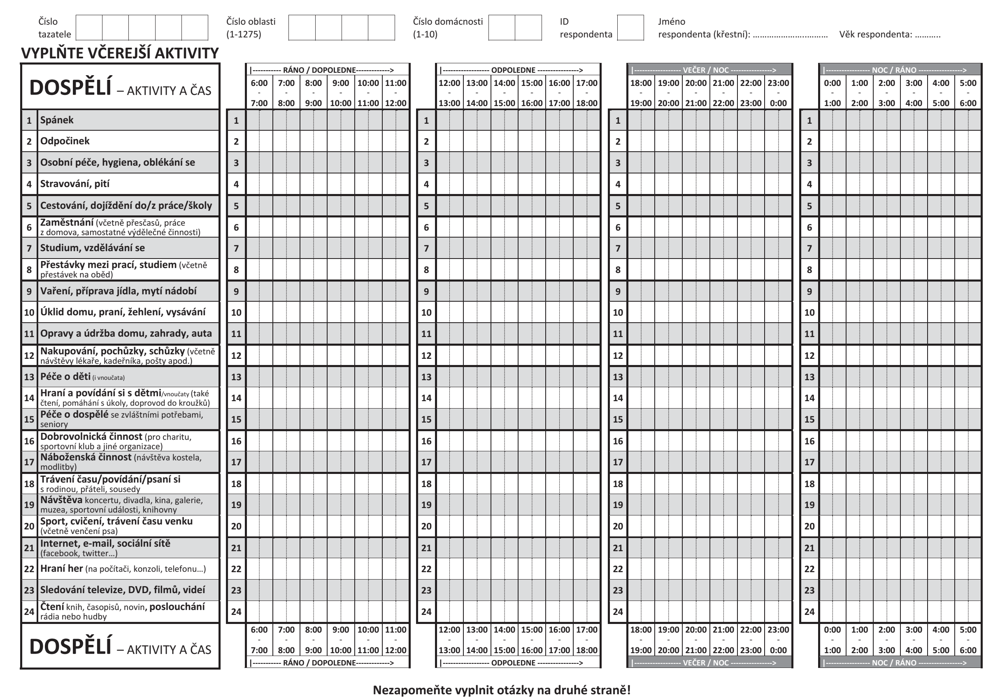 Číslo tazatele
Číslo oblasti (1-1275)
Číslo domácnosti (1-10)
ID respondenta
Jméno respondenta (křestní): ……………………..………
Věk respondenta: ………..
VYPLŇTE VČEREJŠÍ AKTIVITY
DOSPĚLÍ – AKTIVITY A ČAS
|----------- RÁNO / DOPOLEDNE------------->
|------------------ ODPOLEDNE ---------------->
|------------------ VEČER / NOC ---------------->
|----------------- NOC / RÁNO ----------------->
6:00 7:00 8:00 9:00 10:00 11:00 12:00 13:00 14:00 15:00 16:00 17:00 18:00 19:00 20:00 21:00 22:00 23:00 0:00 1:00 2:00 3:00 4:00 5:00
- - - - - - - - - - - - - - - - - - - - - - - -
7:00 8:00 9:00 10:00 11:00 12:00 13:00 14:00 15:00 16:00 17:00 18:00 19:00 20:00 21:00 22:00 23:00 0:00 1:00 2:00 3:00 4:00 5:00 6:00
1 Spánek 1 1 1 1
2 Odpočinek 2 2 2 2
3 Osobní péče, hygiena, oblékání se 3 3 3 3
4 Stravování, pití 4 4 4 4
5 Cestování, dojíždění do/z práce/školy 5 5 5 5
6 Zaměstnání (včetně přesčasů, práce
z domova, samostatné výdělečné činnosti) 6 6 6 6
7 Studium, vzdělávání se 7 7 7 7
8 Přestávky mezi prací, studiem (včetně
přestávek na oběd) 8 8 8 8
9 Vaření, příprava jídla, mytí nádobí 9 9 9 9
10 Úklid domu, praní, žehlení, vysávání 10 10 10 10
11 Opravy a údržba domu, zahrady, auta 11 11 11 11
12 Nakupování, pochůzky, schůzky (včetně
návštěvy lékaře, kadeřníka, pošty apod.) 12 12 12 12
13 Péče o děti (i vnoučata) 13 13 13 13
14 Hraní a povídání si s dětmi/vnoučaty (také
čtení, pomáhání s úkoly, doprovod do kroužků) 14 14 14 14
15 Péče o dospělé se zvláštními potřebami,
seniory 15 15 15 15
16 Dobrovolnická činnost (pro charitu,
sportovní klub a jiné organizace) 16 16 16 16
17 Náboženská činnost (návštěva kostela,
modlitby) 17 17 17 17
18 Trávení času/povídání/psaní si
s rodinou, přáteli, sousedy 18 18 18 18
19 Návštěva koncertu, divadla, kina, galerie,
muzea, sportovní události, knihovny 19 19 19 19
20 Sport, cvičení, trávení času venku
(včetně venčení psa) 20 20 20 20
21 Internet, e-mail, sociální sítě
(facebook, twitter…) 21 21 21 21
22 Hraní her (na počítači, konzoli, telefonu…) 22 22 22 22
23 Sledování televize, DVD, filmů, videí 23 23 23 23
24 Čtení knih, časopisů, novin, poslouchání
rádia nebo hudby 24 24 24 24
DOSPĚLÍ – AKTIVITY A ČAS
6:00 7:00 8:00 9:00 10:00 11:00 12:00 13:00 14:00 15:00 16:00 17:00 18:00 19:00 20:00 21:00 22:00 23:00 0:00 1:00 2:00 3:00 4:00 5:00
- - - - - - - - - - - - - - - - - - - - - - - -
7:00 8:00 9:00 10:00 11:00 12:00 13:00 14:00 15:00 16:00 17:00 18:00 19:00 20:00 21:00 22:00 23:00 0:00 1:00 2:00 3:00 4:00 5:00 6:00
|----------- RÁNO / DOPOLEDNE------------->
|------------------ ODPOLEDNE ---------------->
|------------------ VEČER / NOC ---------------->
|----------------- NOC / RÁNO ----------------->
Nezapomeňte vyplnit otázky na druhé straně!